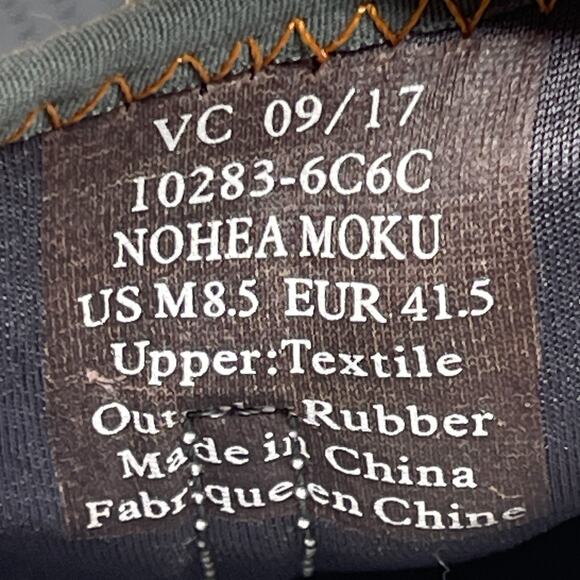 VC 09/17
10283-6C6C
NOHEA MOKU
US M8.5 EUR 41.5
Upper:Textile
Rubber
Made in China
Fabrique en Chine